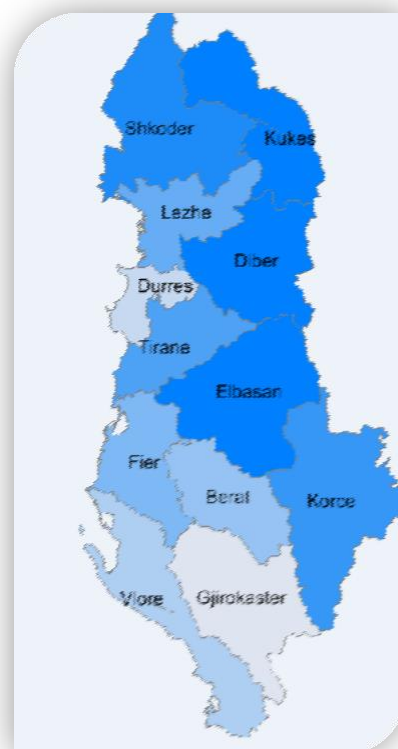 Shkoder
Kukes
Lezhe
Diber
Durres
Tirane
Elbasan
Fier
Berat
Korce
Vlore
Gjirokaster